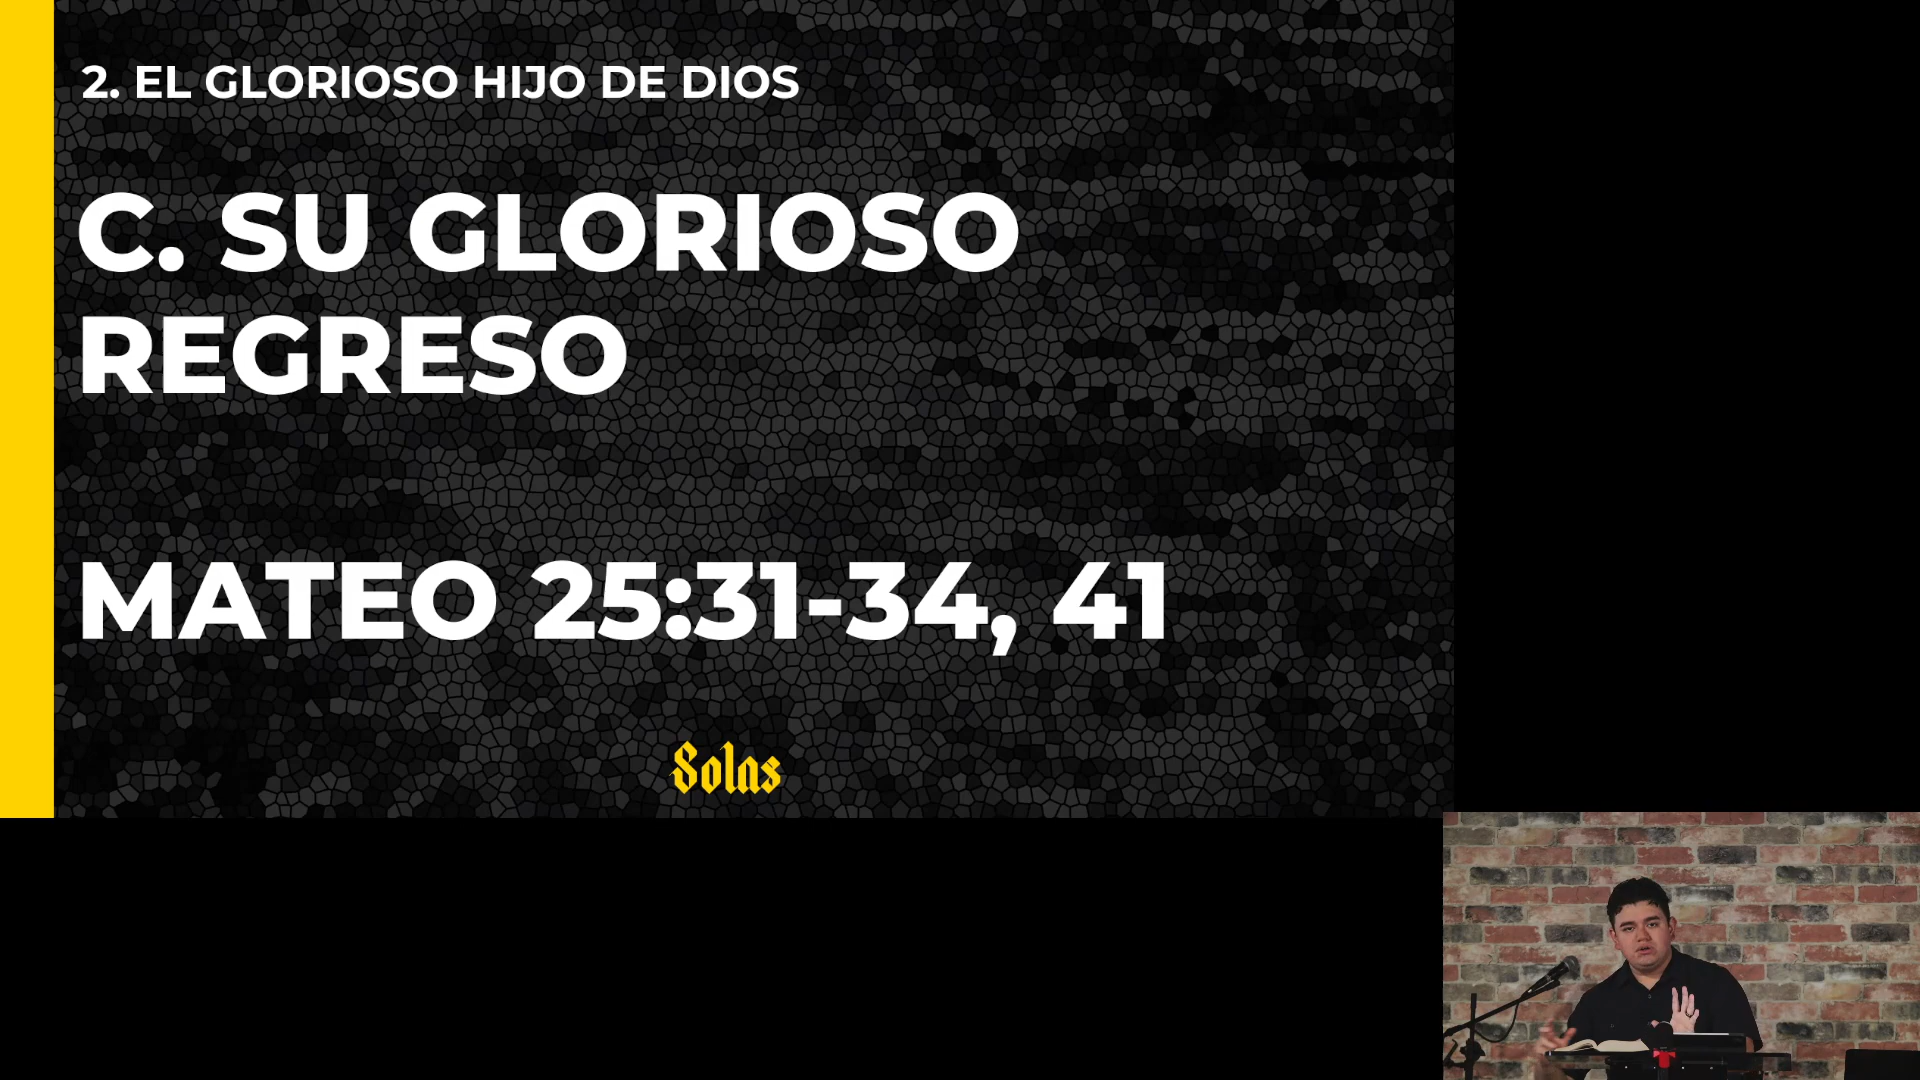 2. EL GLORIOSO HIJO DE DIOS
C. SU GLORIOSO
REGRESO
MATEO 25:31-34, 41
Solas